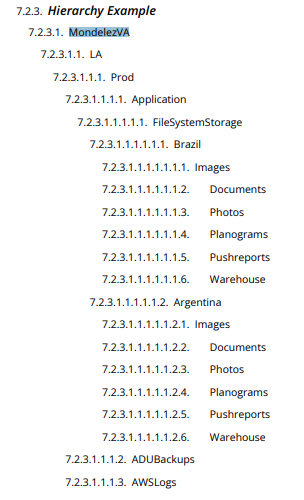 7.2.3. Hierarchy Example
7.2.3.1. MondelezVA
7.2.3.1.1. LA
7.2.3.1.1.1. Prod
7.2.3.1.1.1.1. Application
7.2.3.1.1.1.1.1. FileSystemStorage
7.2.3.1.1.1.1.1.1. Brazil
7.2.3.1.1.1.1.1.1.1. Images
7.2.3.1.1.1.1.1.1.2. Documents
7.2.3.1.1.1.1.1.1.3. Photos
7.2.3.1.1.1.1.1.1.4. Planograms
7.2.3.1.1.1.1.1.1.5. Pushreports
7.2.3.1.1.1.1.1.1.6. Warehouse
7.2.3.1.1.1.1.1.2. Argentina
7.2.3.1.1.1.1.1.2.1. Images
7.2.3.1.1.1.1.1.2.2. Documents
7.2.3.1.1.1.1.1.2.3. Photos
7.2.3.1.1.1.1.1.2.4. Planograms
7.2.3.1.1.1.1.1.2.5. Pushreports
7.2.3.1.1.1.1.1.2.6. Warehouse
7.2.3.1.1.1.2. ADUBackups
7.2.3.1.1.1.3. AWSLogs